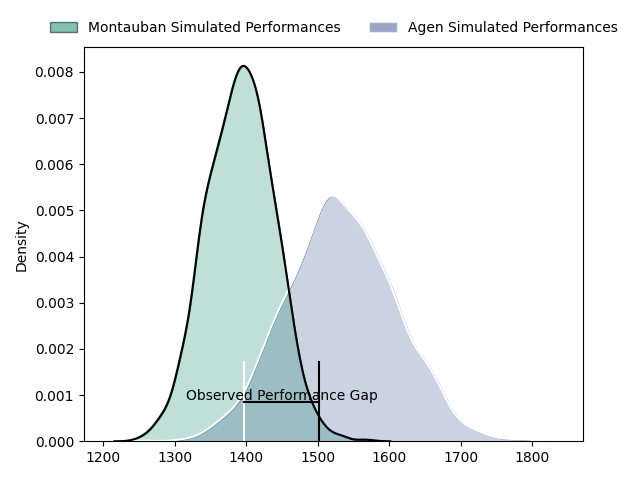 Montauban Simulated Performances
Agen Simulated Performances
0.008
0.007
0.006
0.005
0.004
0.003
0.002
0.001
0.000
Density
Observed Performance Gap
1200 1300 1400 1500 1600 1700 1800